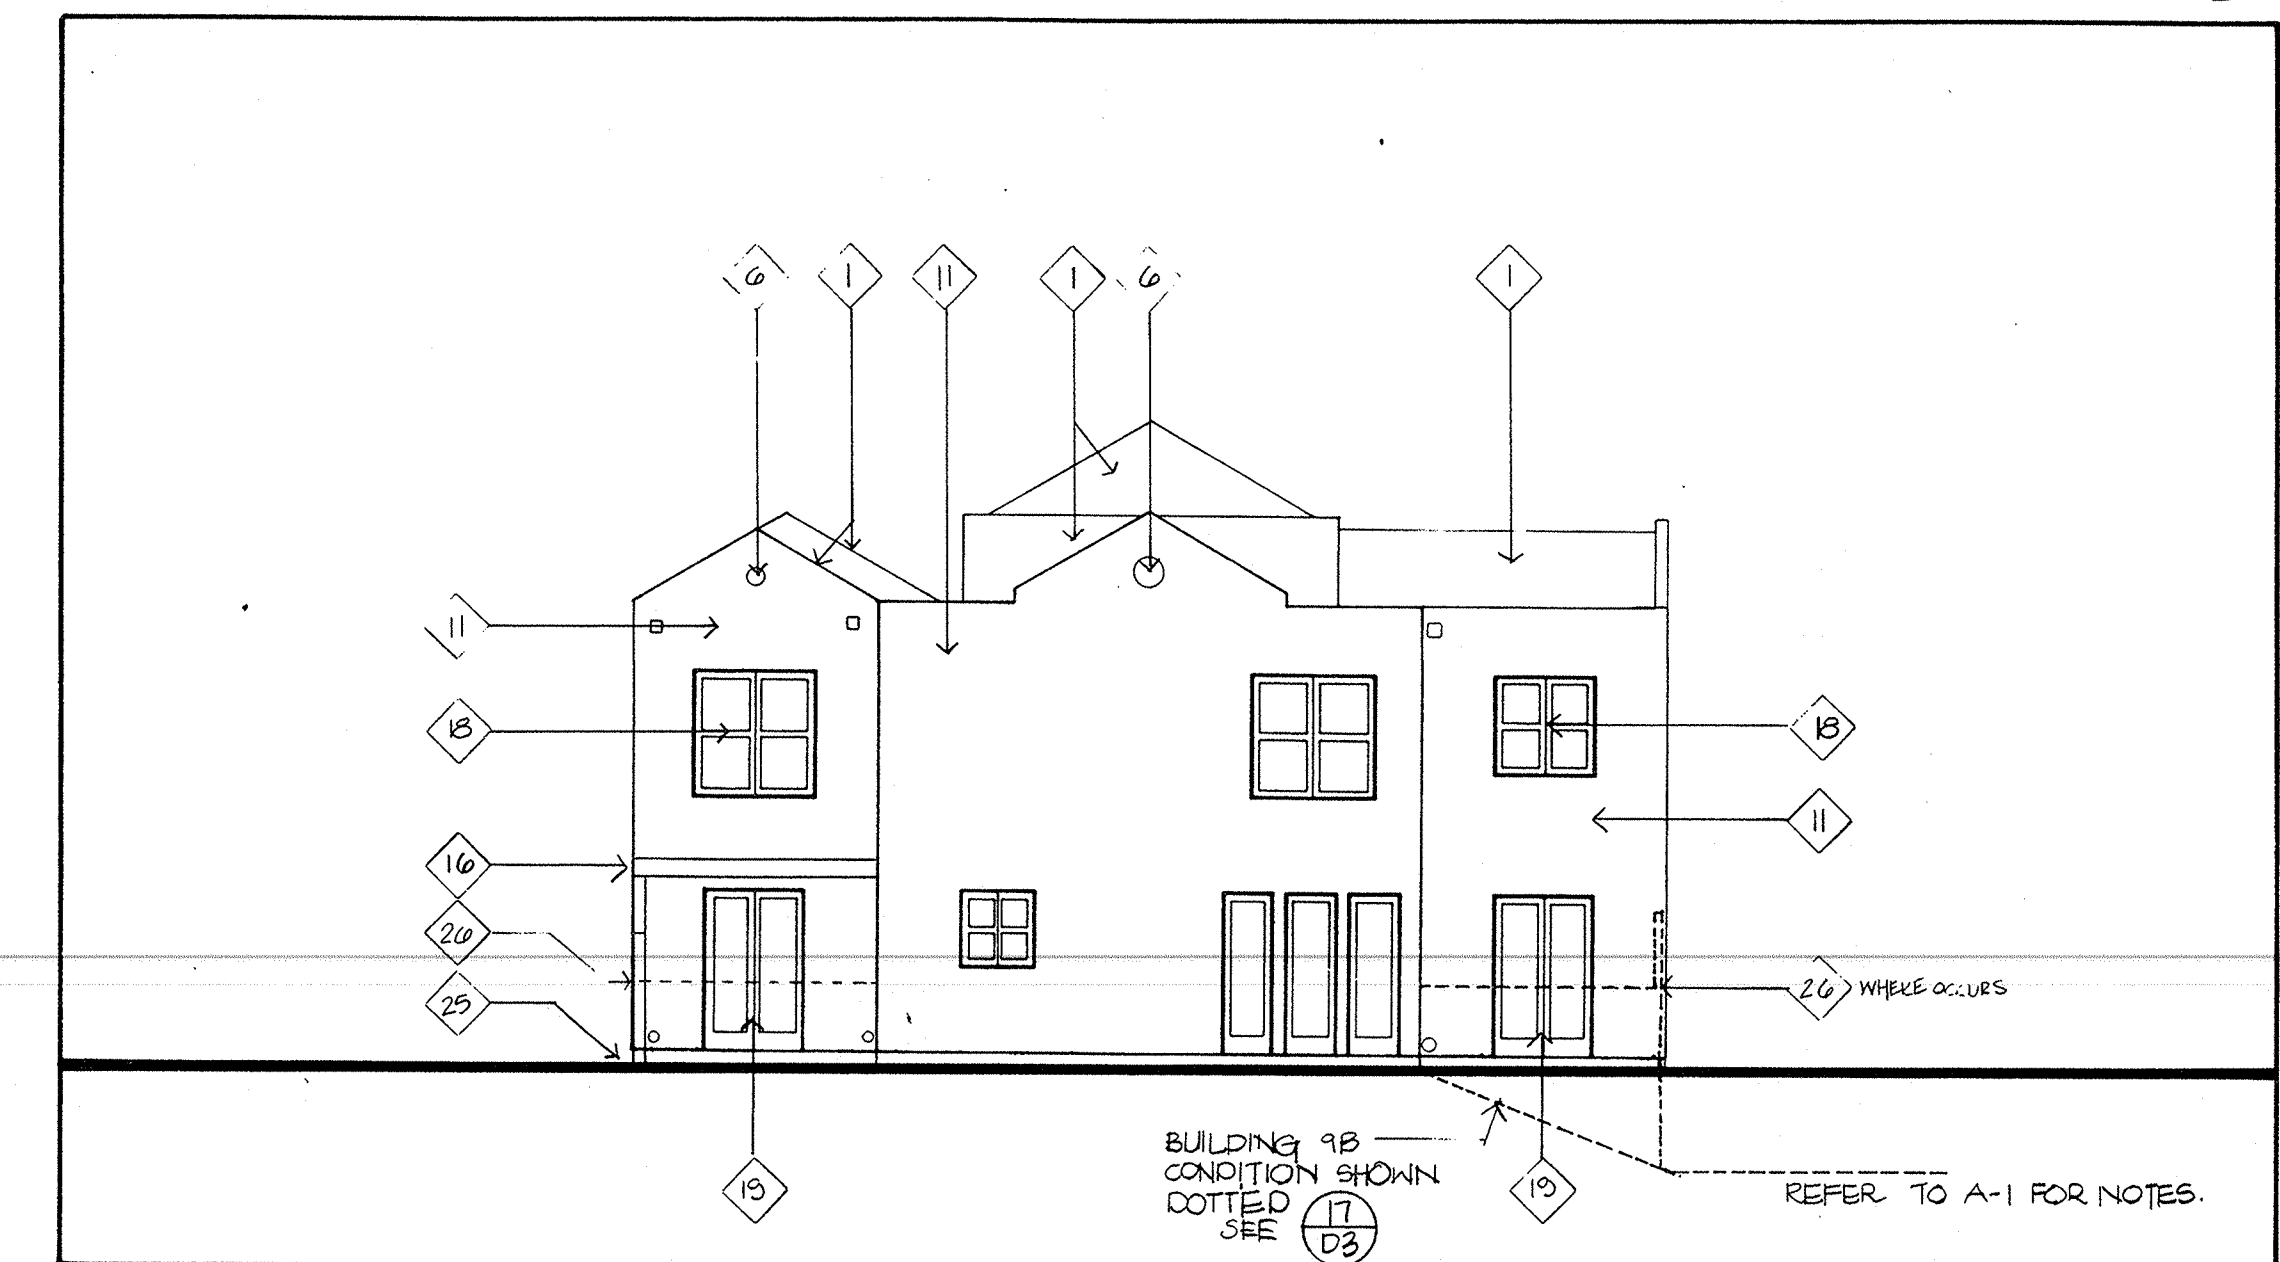 6 1 11 1 6 1
11
18 18
11
16
26
26 WHERE OCCURS
25
BUILDING 9B
CONDITION SHOWN
DOTTED
SEE 17
D3
19 19
REFER TO A-1 FOR NOTES.